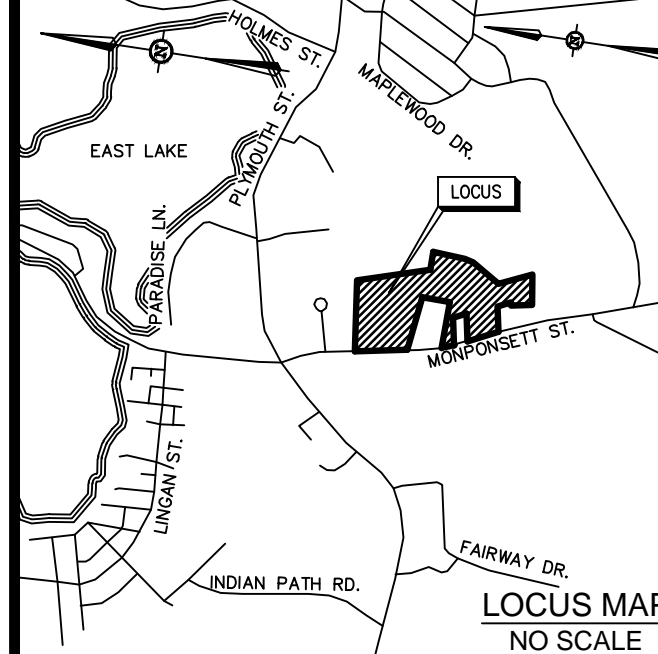 HOLMES ST.
N
N
MAPLEWOOD DR.
EAST LAKE
PLYMOUTH ST.
LOCUS
PARADISE LN.
MONPONSETT ST.
LINGAN ST.
FAIRWAY DR.
INDIAN PATH RD.
LOCUS MAP
NO SCALE